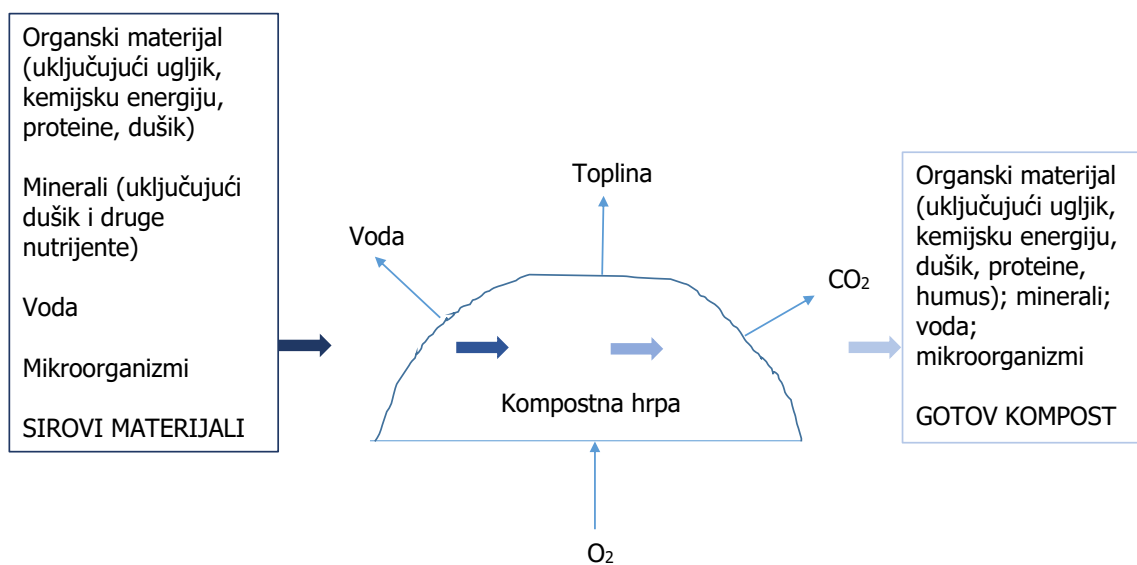 Organski materijal
(uključujući ugljik,
kemijsku energiju,
proteine, dušik)
Minerali (uključujući
dušik i druge
nutrijente)
Voda
Mikroorganizmi
SIROVI MATERIJALI
Toplina
Voda
CO₂
Kompostna hrpa
O₂
Organski materijal
(uključujući ugljik,
kemijsku energiju,
dušik, proteine,
humus); minerali;
voda;
mikroorganizmi
GOTOV KOMPOST